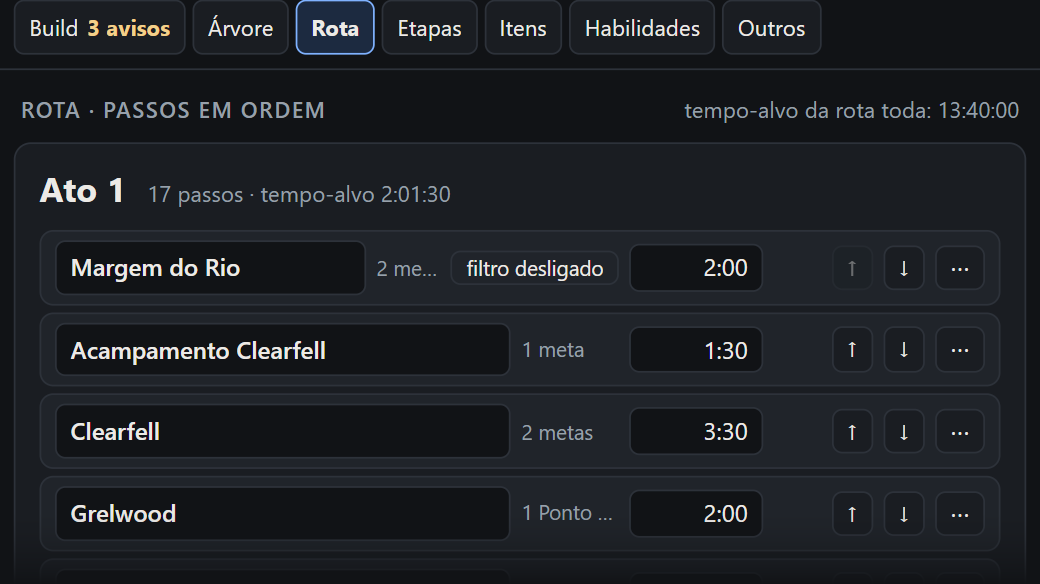 Build 3 avisos Árvore Rota Etapas Itens Habilidades Outros
ROTA · PASSOS EM ORDEM tempo-alvo da rota toda: 13:40:00
Ato 1 17 passos · tempo-alvo 2:01:30
Margem do Rio 2 me... filtro desligado 2:00 ↑ ↓ ...
Acampamento Clearfell 1 meta 1:30 ↑ ↓ ...
Clearfell 2 metas 3:30 ↑ ↓ ...
Grelwood 1 Ponto ... 2:00 ↑ ↓ ...